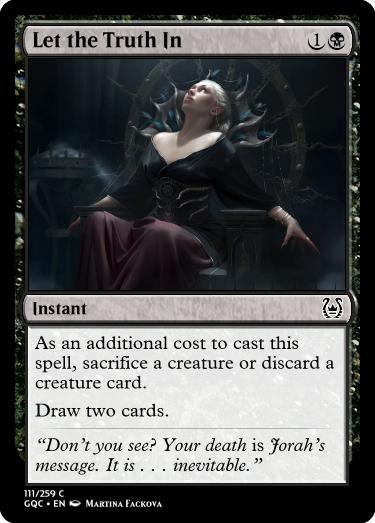 Let the Truth In 1
Instant
As an additional cost to cast this
spell, sacrifice a creature or discard a
creature card.
Draw two cards.
“Don’t you see? Your death is Jorah’s
message. It is . . . inevitable.”
111/259 C
GQC • EN Martina Fackova